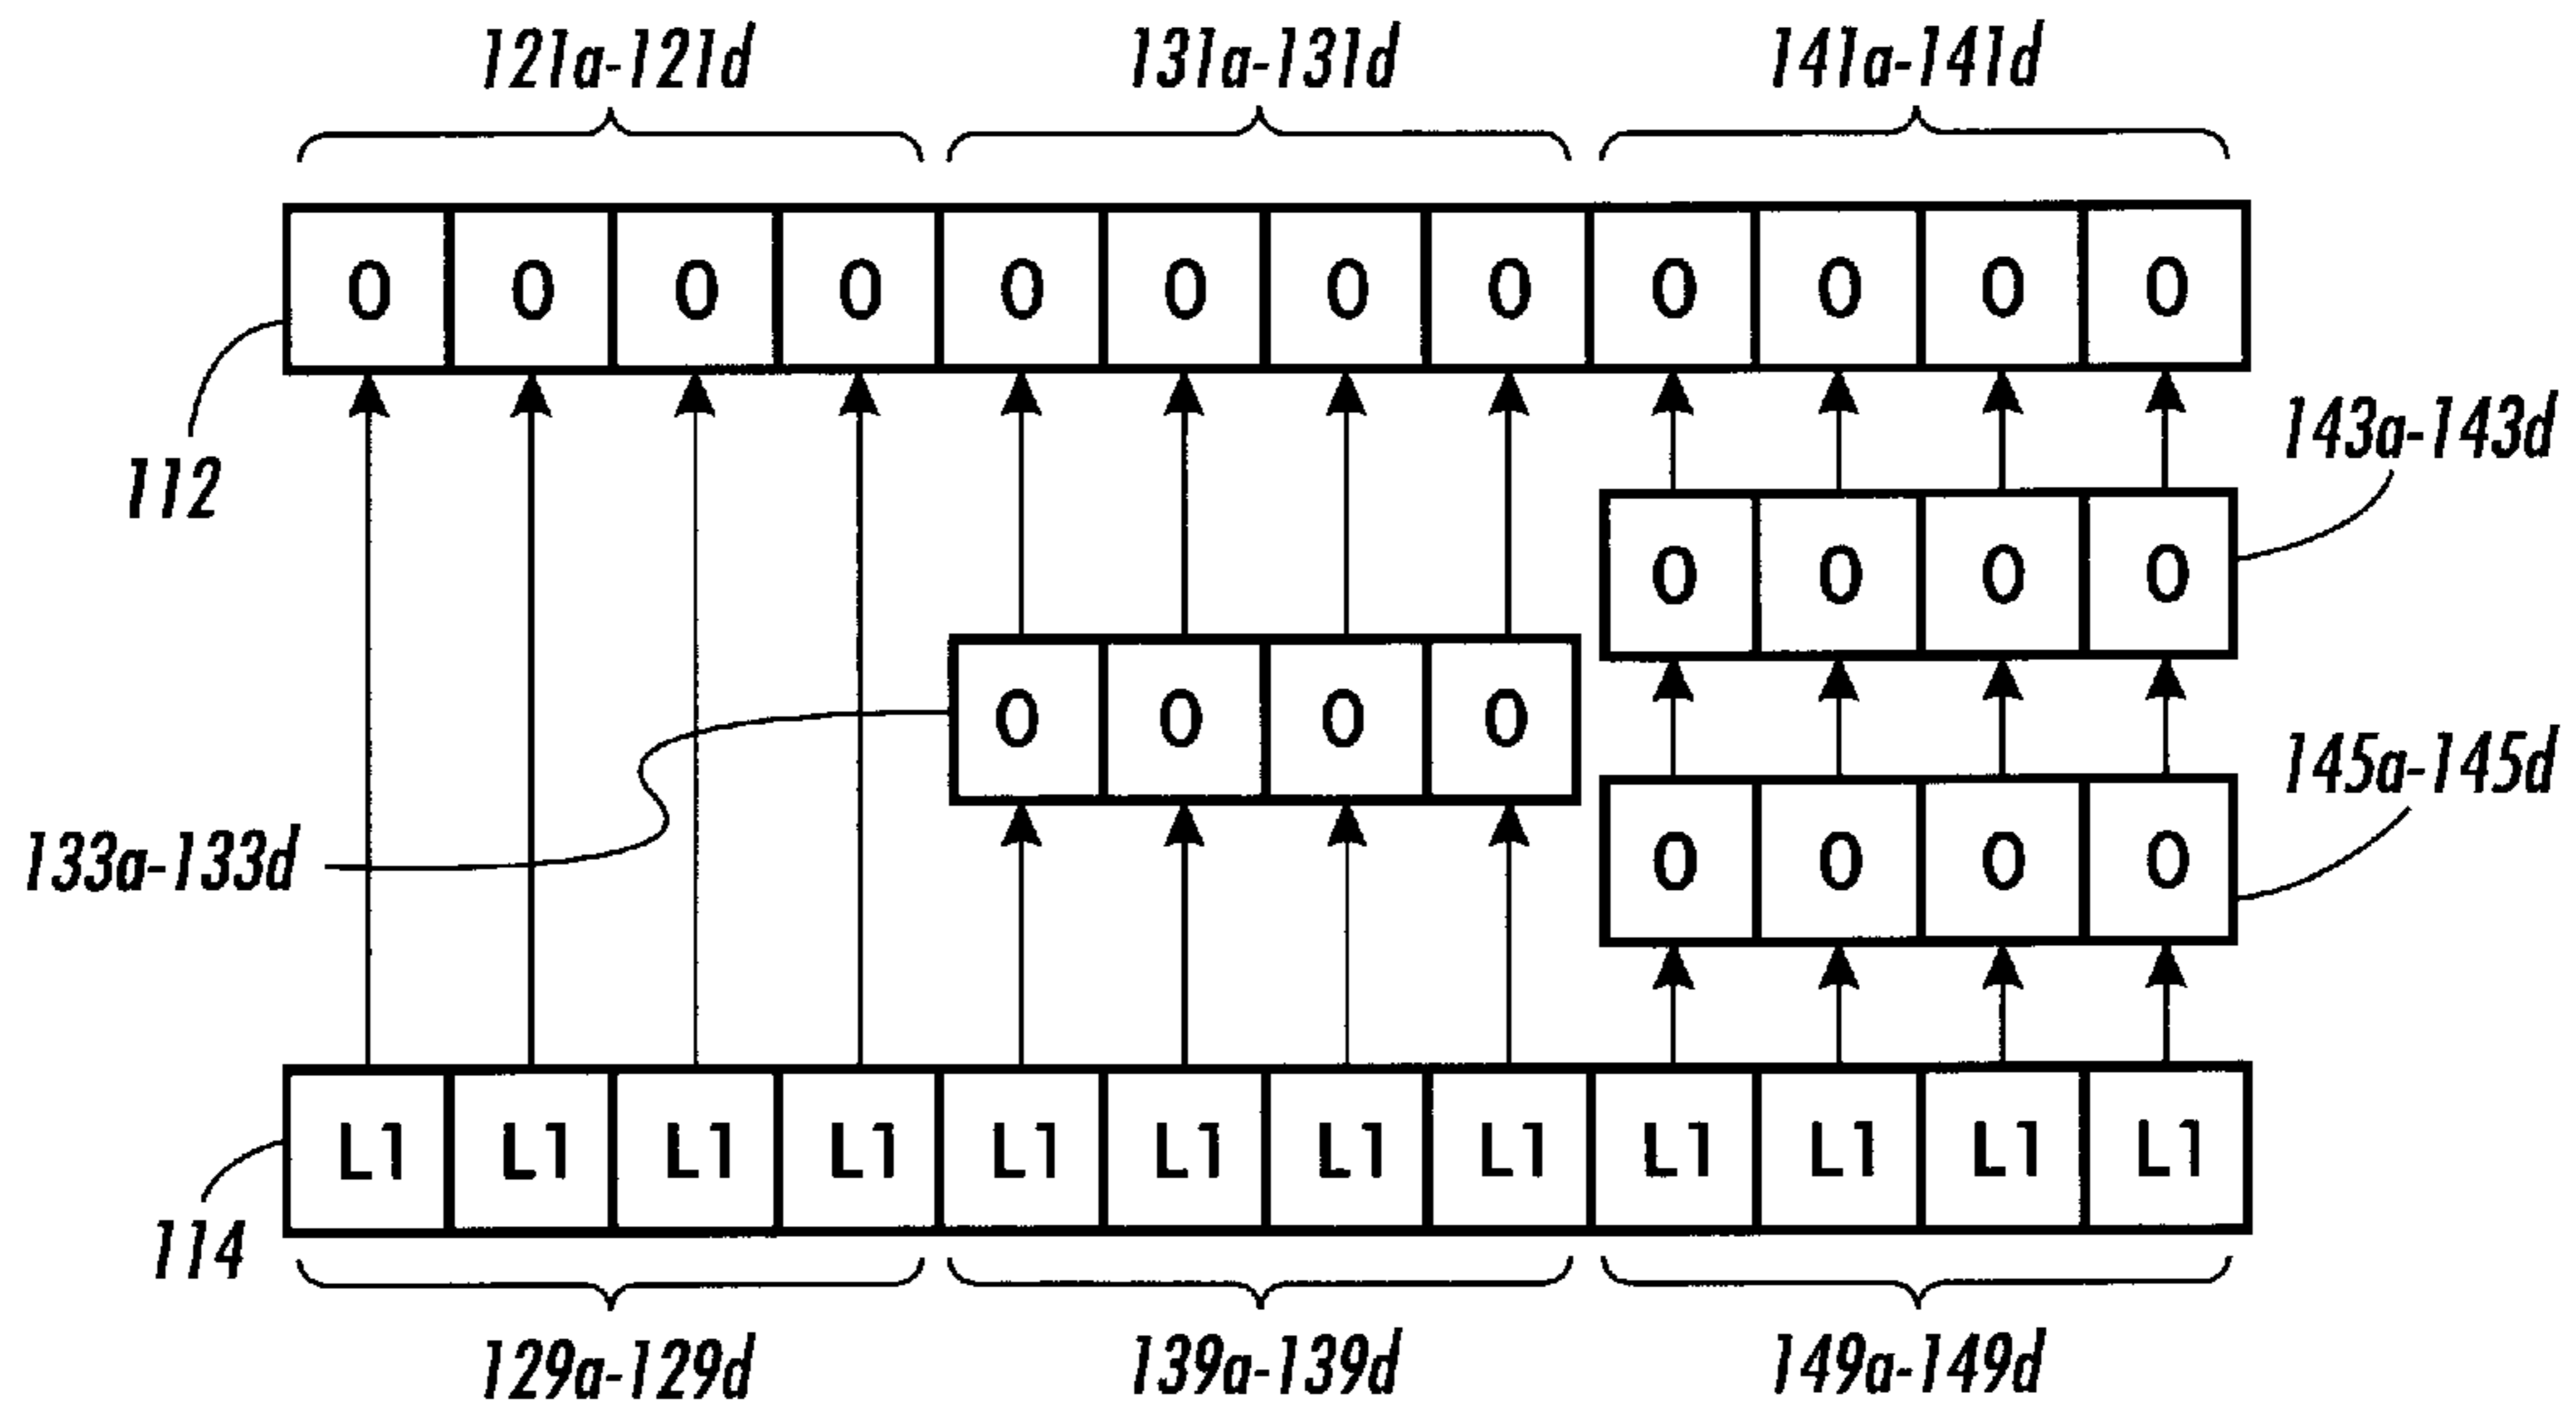 121a-121d 131a-131d 141a-141d
0 0 0 0 0 0 0 0 0 0 0 0
112
143a-143d
0 0 0 0
0 0 0 0
145a-145d
133a-133d
0 0 0 0
L1 L1 L1 L1 L1 L1 L1 L1 L1 L1 L1 L1
114
129a-129d 139a-139d 149a-149d